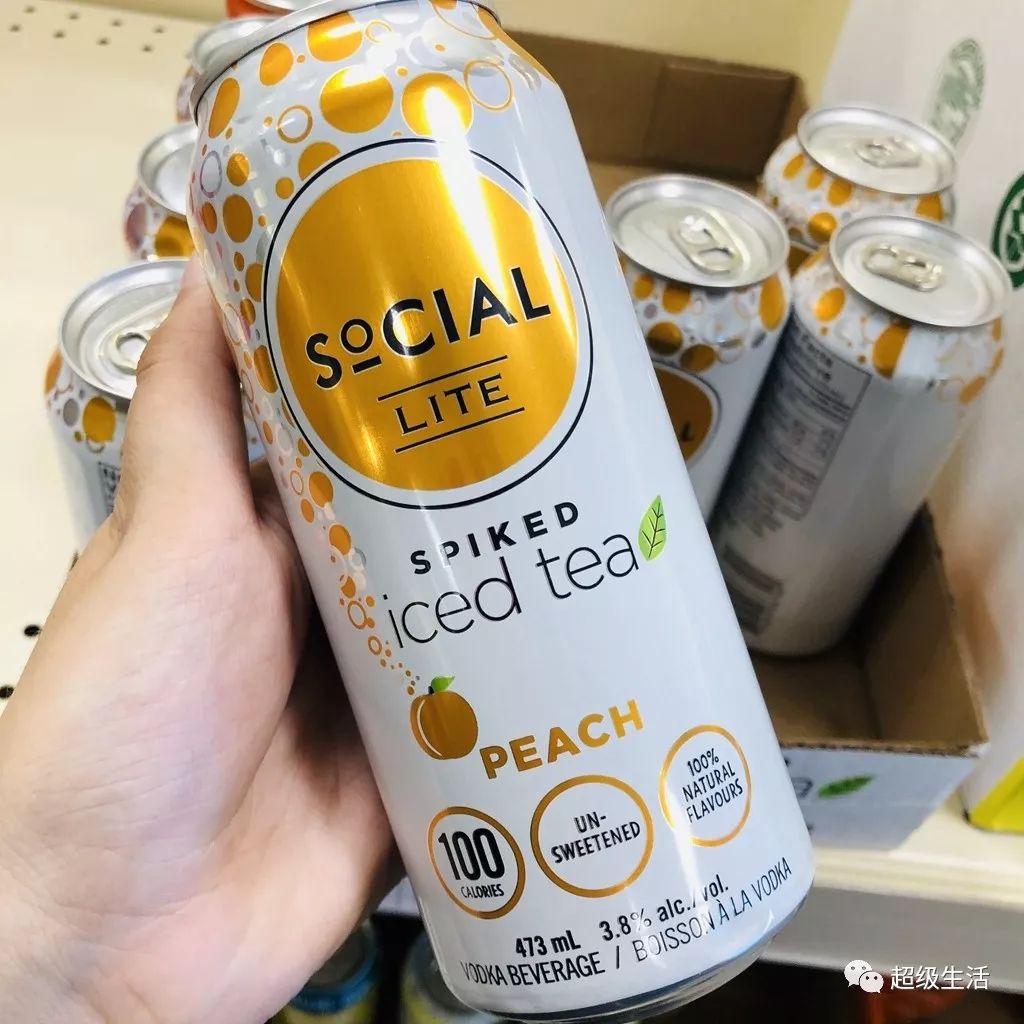 SOCIAL
LITE
SPIKED
iced tea
PEACH
100
CALORIES
UN-
SWEETENED
100%
NATURAL
FLAVOURS
473 mL 3.8% alc./vol.
VODKA BEVERAGE / BOISSON À LA VODKA
超级生活